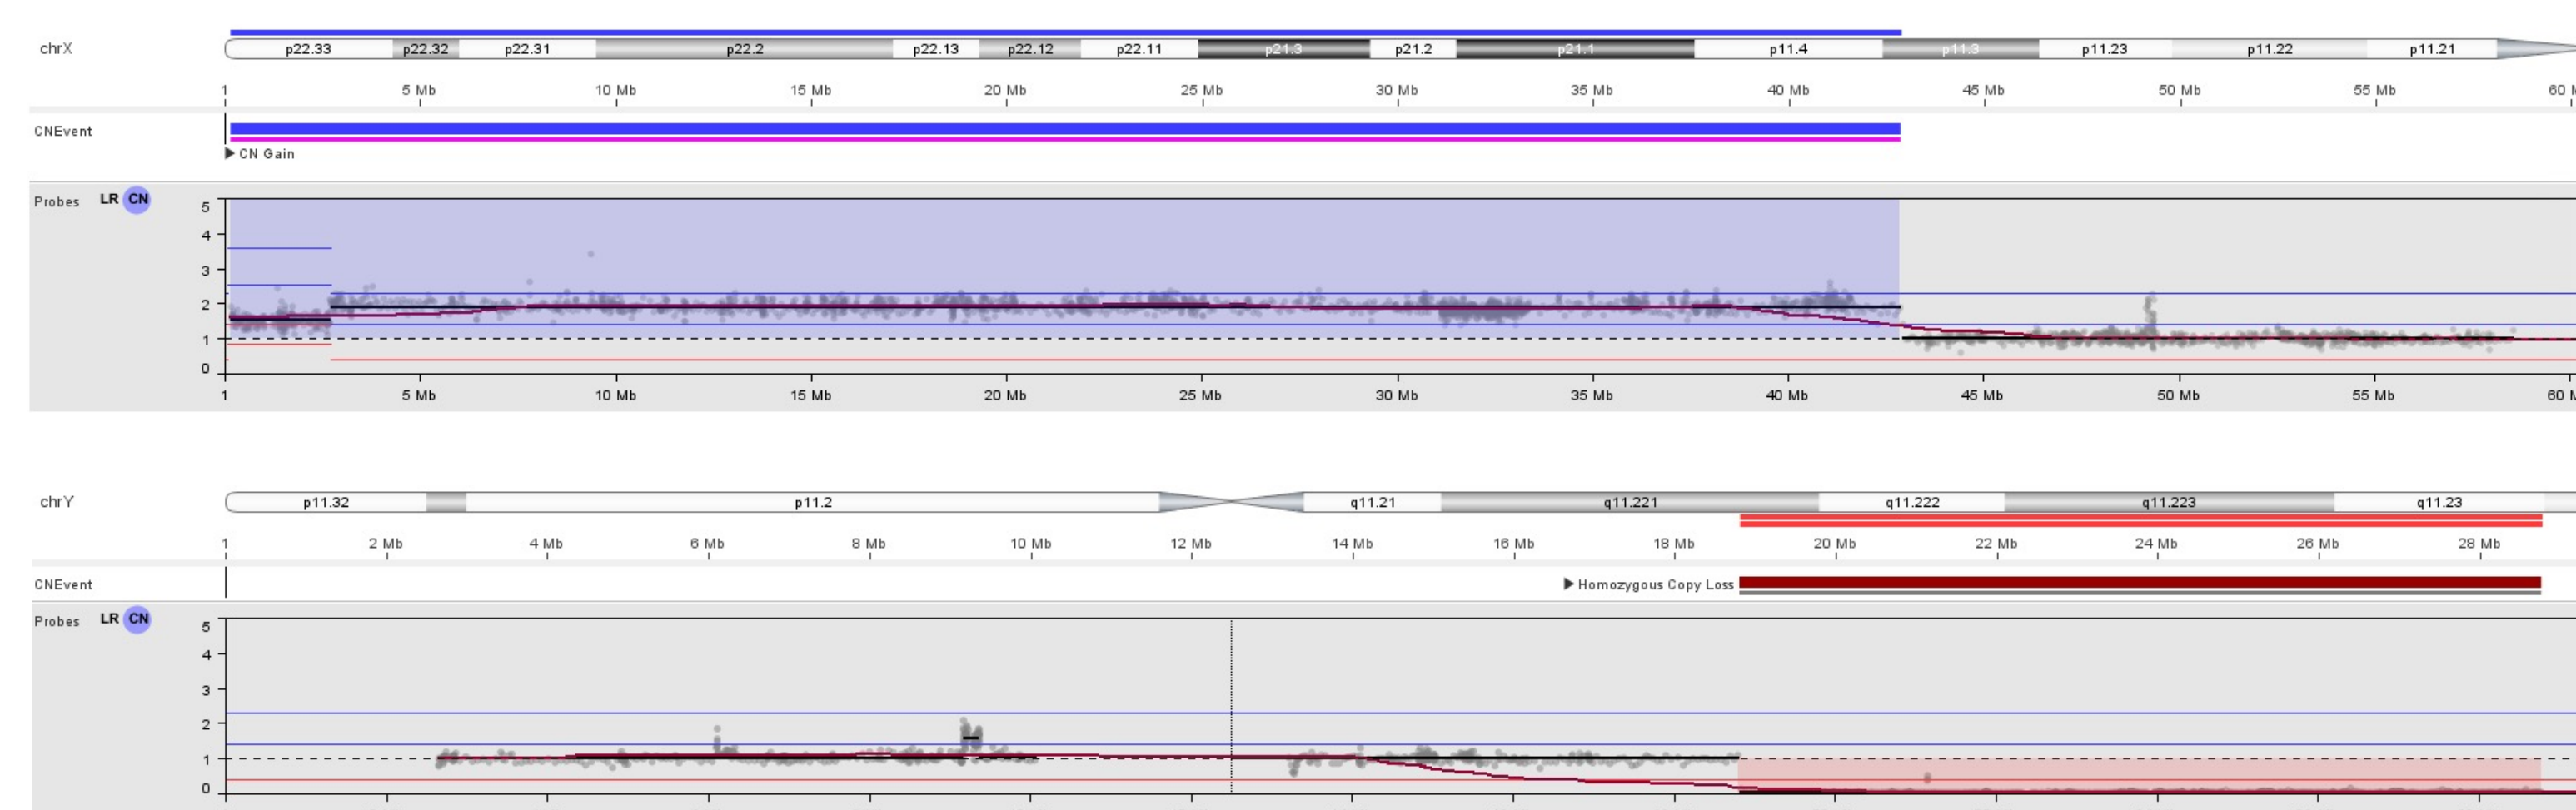 chrX p22.33 p22.32 p22.31 p22.2 p22.13 p22.12 p22.11 p21.3 p21.2 p21.1 p11.4 p11.3 p11.23 p11.22 p11.21
1 5 Mb 10 Mb 15 Mb 20 Mb 25 Mb 30 Mb 35 Mb 40 Mb 45 Mb 50 Mb 55 Mb 60 M
CNEvent
CN Gain
Probes LR CN
5
4
3
2
1
0
1 5 Mb 10 Mb 15 Mb 20 Mb 25 Mb 30 Mb 35 Mb 40 Mb 45 Mb 50 Mb 55 Mb 60 M
chrY p11.32 p11.2 q11.21 q11.221 q11.222 q11.223 q11.23
1 2 Mb 4 Mb 6 Mb 8 Mb 10 Mb 12 Mb 14 Mb 16 Mb 18 Mb 20 Mb 22 Mb 24 Mb 26 Mb 28 Mb
CNEvent Homozygous Copy Loss
Probes LR CN
5
4
3
2
1
0